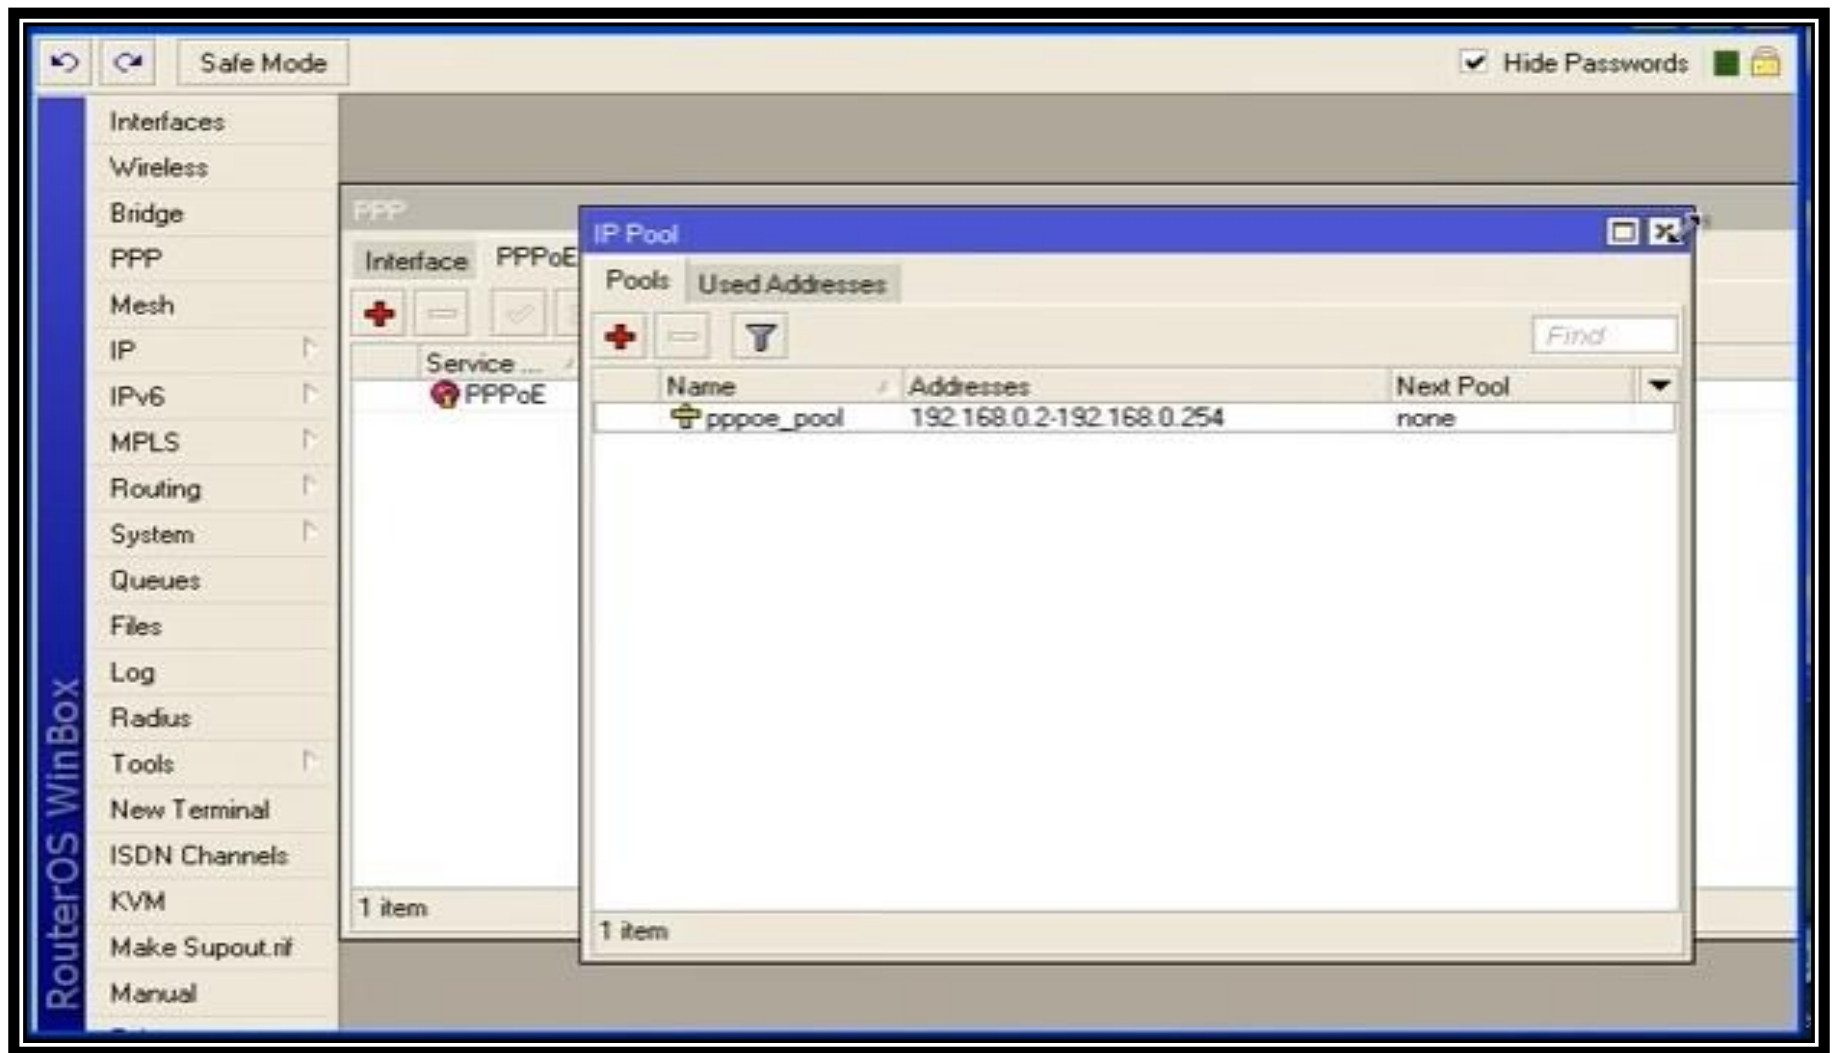 Safe Mode
Hide Passwords
Interfaces
Wireless
Bridge
PPP
Mesh
IP
IPv6
MPLS
Routing
System
Queues
Files
Log
Radius
Tools
New Terminal
ISDN Channels
KVM
Make Supout.rif
Manual
RouterOS WinBox
PPP
Interface PPPoE
Service ...
PPPoE
1 item
IP Pool
Pools Used Addresses
Find
Name Addresses Next Pool
pppoe_pool 192.168.0.2-192.168.0.254 none
1 item